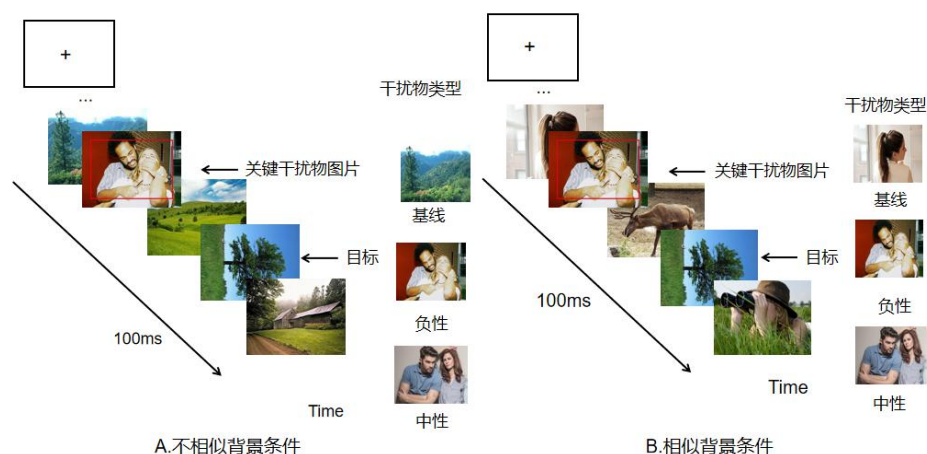 +
...
干扰物类型
关键干扰物图片
基线
目标
负性
100ms
Time
中性
A.不相似背景条件
+
...
干扰物类型
关键干扰物图片
基线
目标
100ms
负性
Time
中性
B.相似背景条件